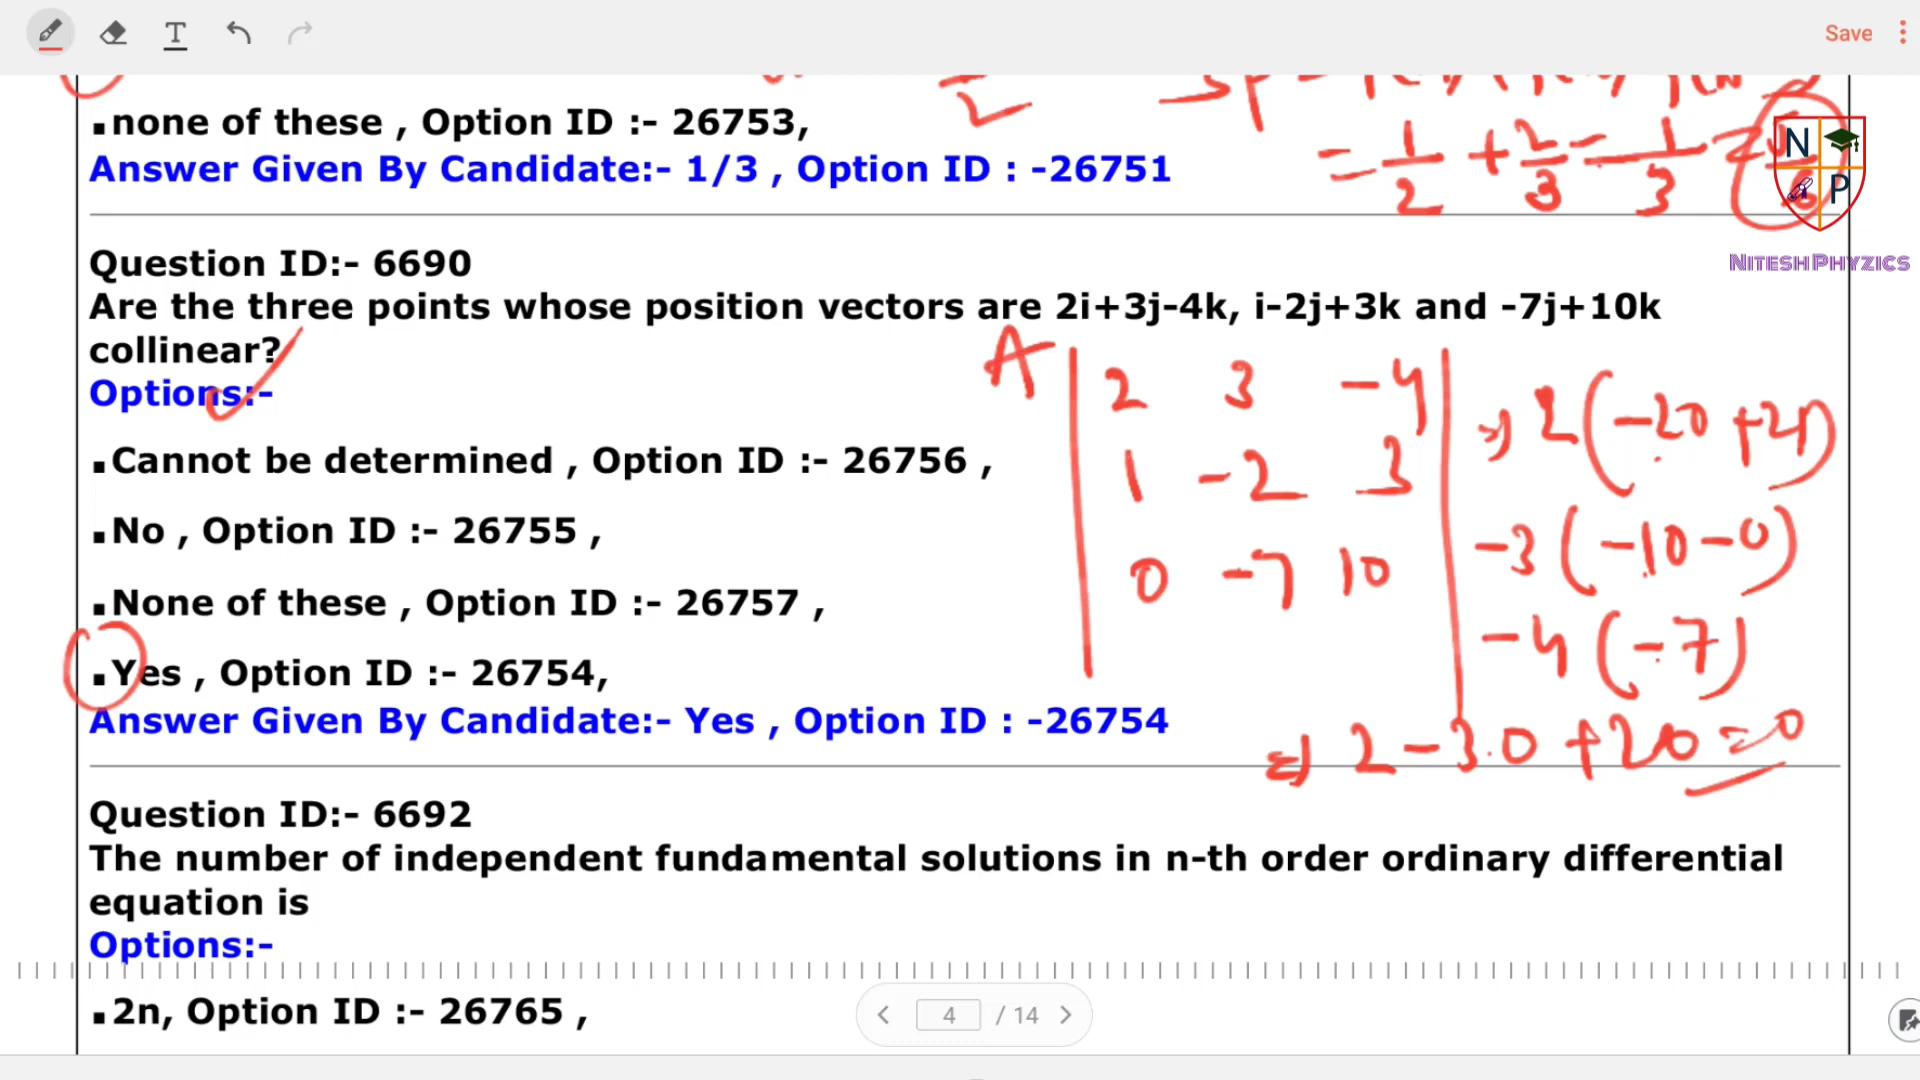 T
Save
2
= 1/2 + 2/3 - 1/3 =
.none of these , Option ID :- 26753,
Answer Given By Candidate:- 1/3 , Option ID : -26751
N P
NITESH PHYZICS
Question ID:- 6690
Are the three points whose position vectors are 2i+3j-4k, i-2j+3k and -7j+10k
collinear?
Options:-
A
2 3 -4
1 -2 3
0 -7 10
⇒ 2(-20+21)
-3(-10-0)
-4(-7)
⇒ 2-30+20=0
.Cannot be determined , Option ID :- 26756 ,
.No , Option ID :- 26755 ,
.None of these , Option ID :- 26757 ,
.Yes , Option ID :- 26754,
Answer Given By Candidate:- Yes , Option ID : -26754
Question ID:- 6692
The number of independent fundamental solutions in n-th order ordinary differential
equation is
Options:-
.2n, Option ID :- 26765 ,
4 / 14